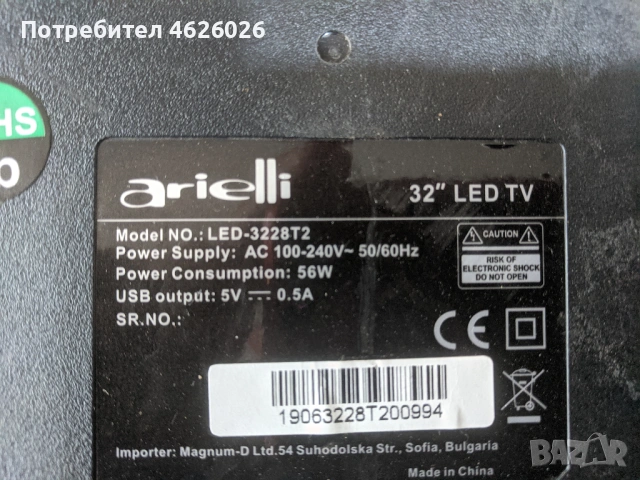 Потребител 4626026
HS
arielli
32" LED TV
Model NO.: LED-3228T2
Power Supply: AC 100-240V~ 50/60Hz
Power Consumption: 56W
USB output: 5V ⎓ 0.5A
SR.NO.:
CAUTION
RISK OF
ELECTRONIC SHOCK
DO NOT OPEN
CE
19063228T200994
Importer: Magnum-D Ltd.54 Suhodolska Str., Sofia, Bulgaria
Made in China
BAZAR